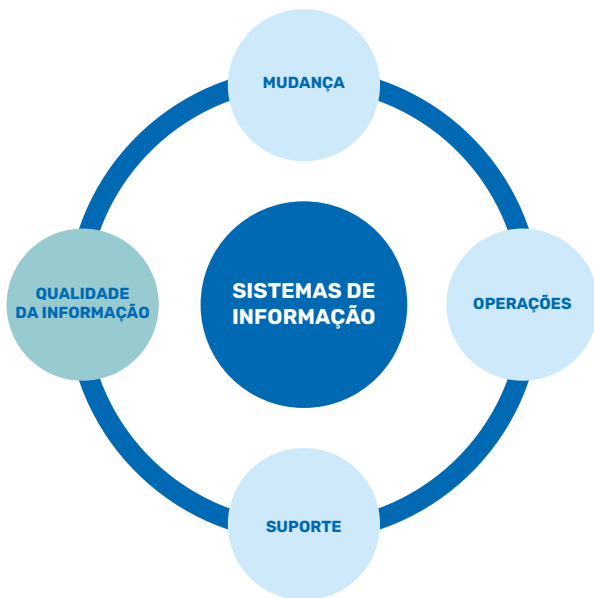 MUDANÇA
QUALIDADE
DA INFORMAÇÃO
SISTEMAS DE
INFORMAÇÃO
OPERAÇÕES
SUPORTE